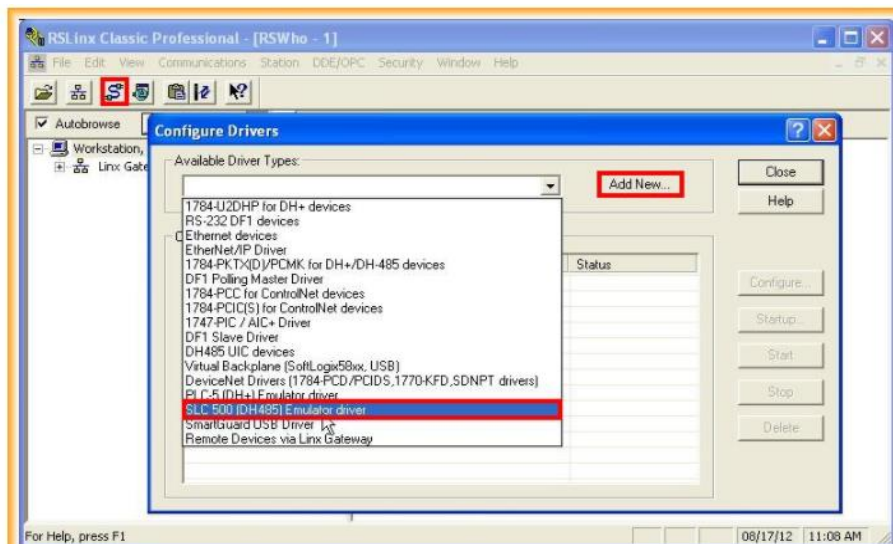 RSLinx Classic Professional - [RSWho - 1]
File Edit View Communications Station DDE/OPC Security Window Help
Autobrowse
Workstation,
Linx Gate
Configure Drivers
Available Driver Types:
Add New...
Close
Help
1784-U2DHP for DH+ devices
RS-232 DF1 devices
Ethernet devices
EtherNet/IP Driver
1784-PKTX(D)/PCMK for DH+/DH-485 devices
DF1 Polling Master Driver
1784-PCC for ControlNet devices
1784-PCIC(S) for ControlNet devices
1747-PIC / AIC+ Driver
DF1 Slave Driver
DH485 UIC devices
Virtual Backplane (SoftLogix58xx, USB)
DeviceNet Drivers (1784-PCD/PCIDS,1770-KFD,SDNPT drivers)
PLC-5 (DH+) Emulator driver
SLC 500 (DH485) Emulator driver
SmartGuard USB Driver
Remote Devices via Linx Gateway
Status
Configure...
Startup...
Start
Stop
Delete
For Help, press F1
08/17/12 11:08 AM